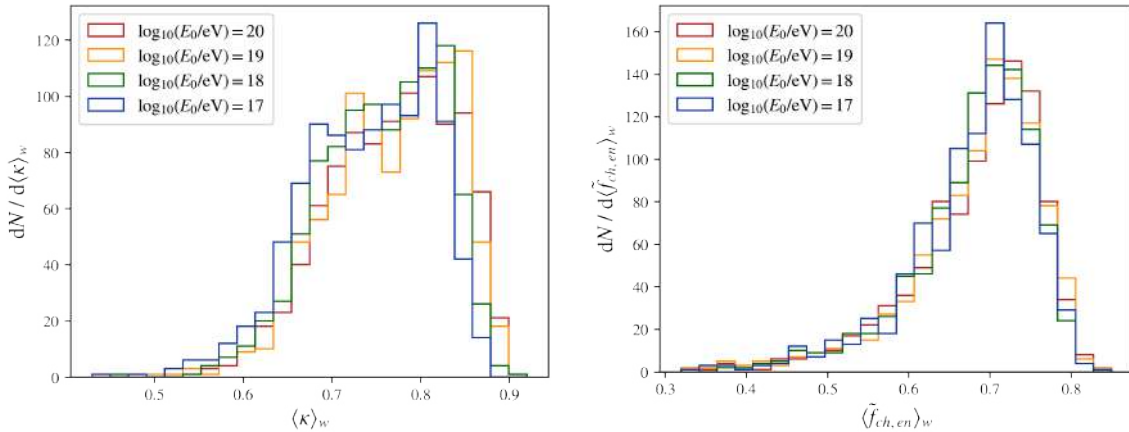 log₁₀(E₀/eV) = 20
log₁₀(E₀/eV) = 19
log₁₀(E₀/eV) = 18
log₁₀(E₀/eV) = 17
dN / d⟨κ⟩w
120
100
80
60
40
20
0
0.5 0.6 0.7 0.8 0.9
⟨κ⟩w
log₁₀(E₀/eV) = 20
log₁₀(E₀/eV) = 19
log₁₀(E₀/eV) = 18
log₁₀(E₀/eV) = 17
dN / d⟨f̃ch, en⟩w
160
140
120
100
80
60
40
20
0
0.3 0.4 0.5 0.6 0.7 0.8
⟨f̃ch, en⟩w